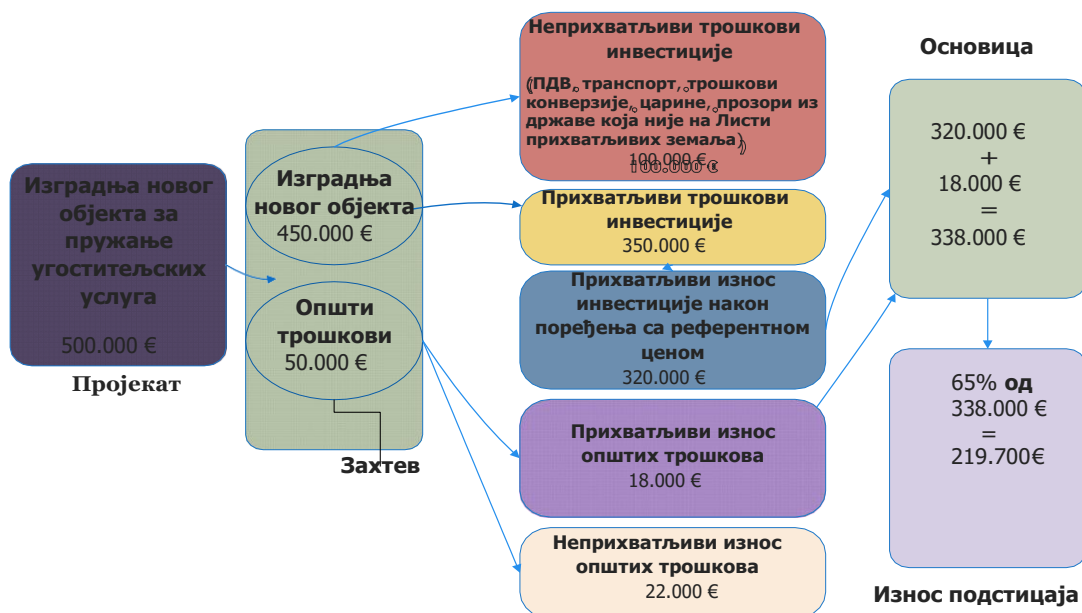 Изградња новог
објекта за
пружање
угоститељских
услуга
500.000 €
Пројекат
Изградња
новог објекта
450.000 €
Општи
трошкови
50.000 €
Захтев
Неприхватљиви трошкови
инвестиције
(ПДВ, транспорт, трошкови
конверзије, царине, прозори из
државе која није на Листи
прихватљивих земаља)
100.000 €
Прихватљиви трошкови
инвестиције
350.000 €
Прихватљиви износ
инвестиције након
поређења са референтном
ценом
320.000 €
Прихватљиви износ
општих трошкова
18.000 €
Неприхватљиви износ
општих трошкова
22.000 €
Основица
320.000 €
+
18.000 €
=
338.000 €
65% од
338.000 €
=
219.700€
Износ подстицаја